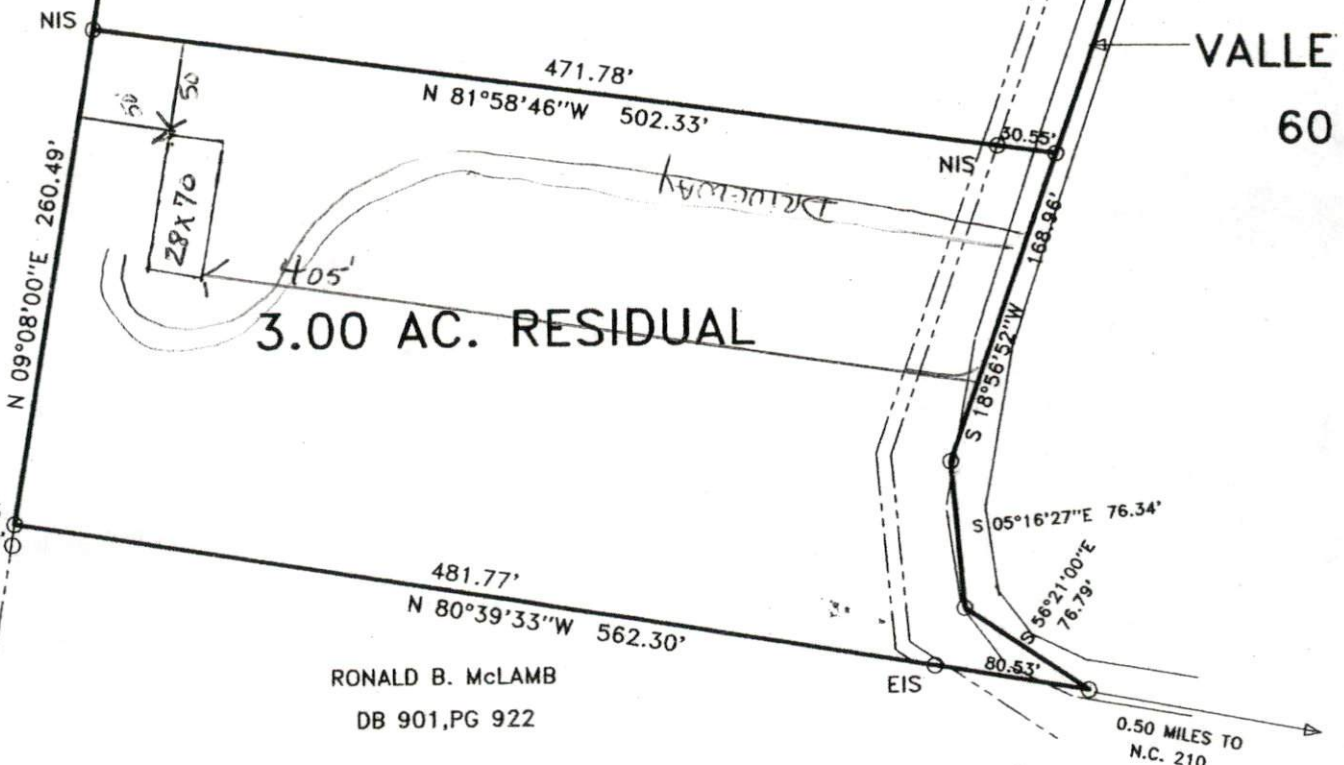 NIS
471.78'
N 81°58'46"W 502.33'
VALLE
60
30.55'
NIS
50'
50
28 X 70
DRIVEWAY
N 09°08'00"E 260.49'
168.96'
S 18°56'52"W
405'
3.00 AC. RESIDUAL
S 05°16'27"E 76.34'
S 56°21'00"E
76.79'
481.77'
N 80°39'33"W 562.30'
80.53'
EIS
RONALD B. McLAMB
DB 901,PG 922
0.50 MILES TO
N.C. 210